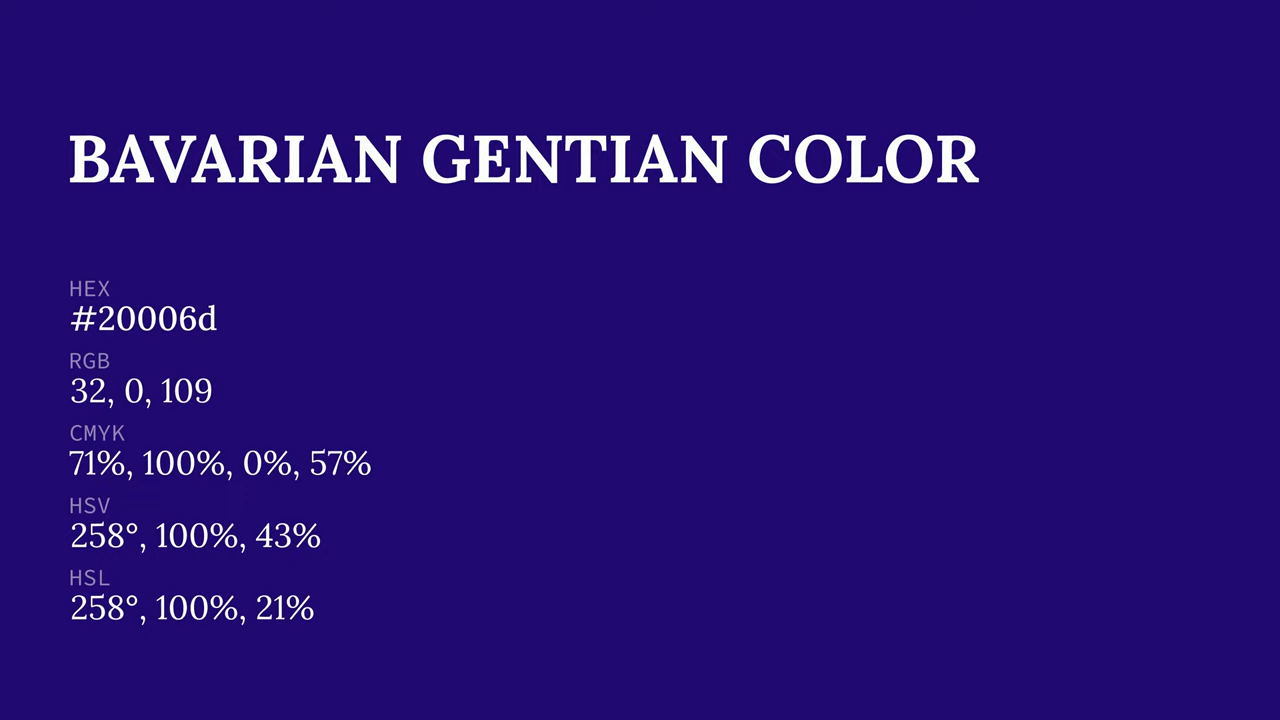 BAVARIAN GENTIAN COLOR
HEX
#20006d
RGB
32, 0, 109
CMYK
71%, 100%, 0%, 57%
HSV
258°, 100%, 43%
HSL
258°, 100%, 21%